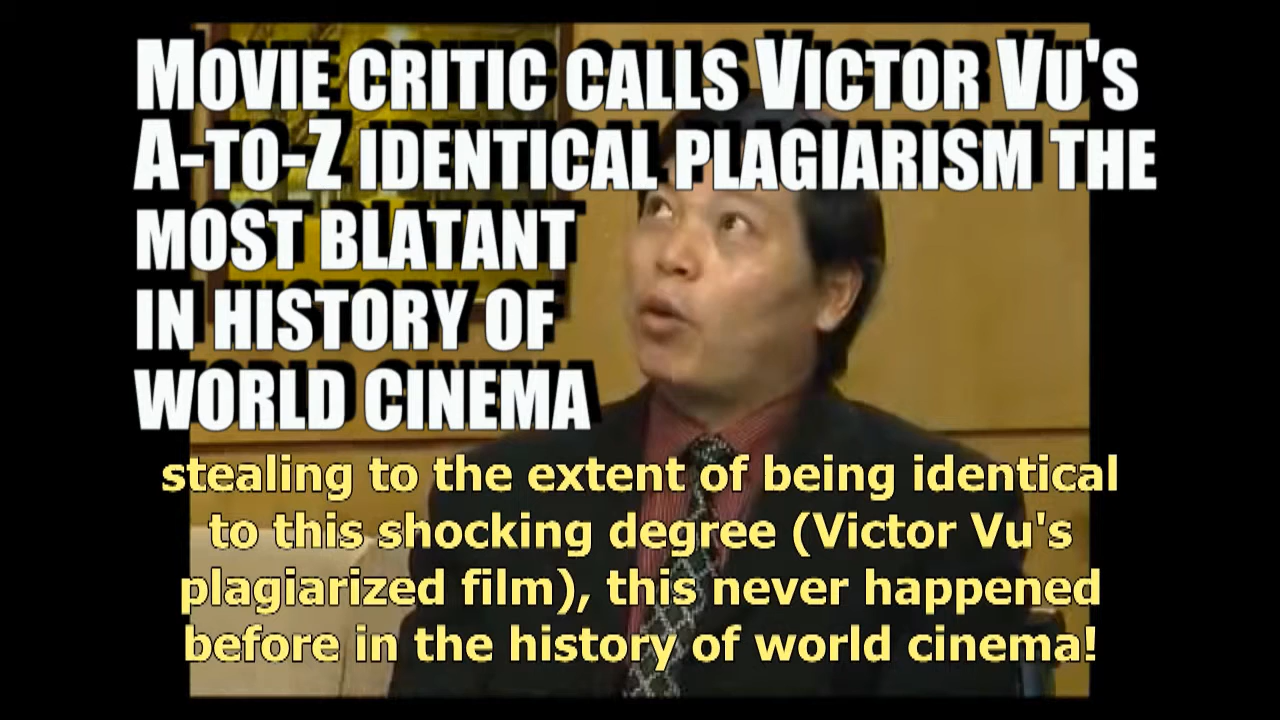 MOVIE CRITIC CALLS VICTOR VU'S
A-TO-Z IDENTICAL PLAGIARISM THE
MOST BLATANT
IN HISTORY OF
WORLD CINEMA
stealing to the extent of being identical
to this shocking degree (Victor Vu's
plagiarized film), this never happened
before in the history of world cinema!